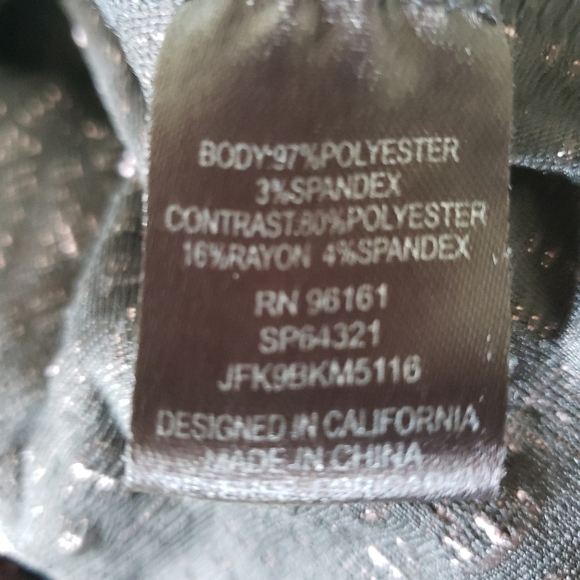 BODY:97%POLYESTER
3%SPANDEX
CONTRAST:80%POLYESTER
16%RAYON 4%SPANDEX
RN 96161
SP64321
JFK9BKM5116
DESIGNED IN CALIFORNIA
MADE IN CHINA